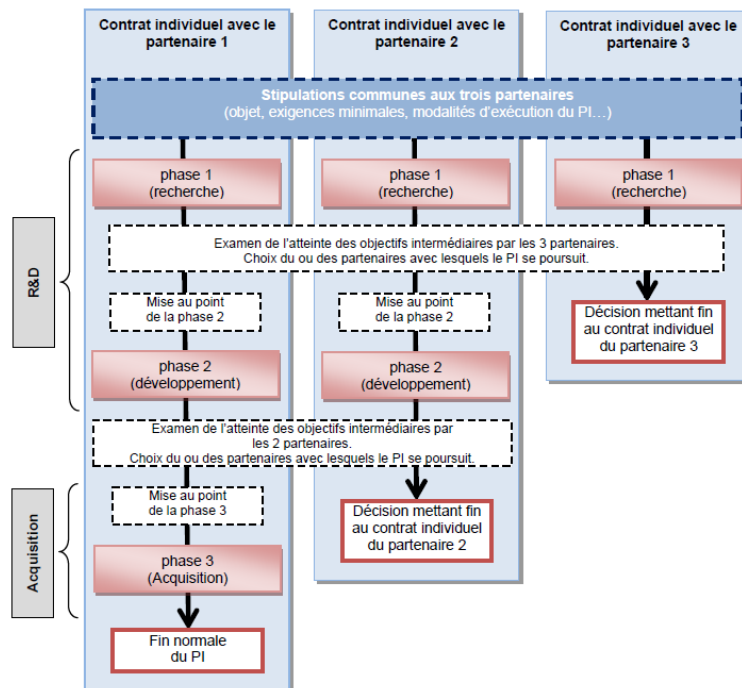 Contrat individuel avec le
partenaire 1
Contrat individuel avec le
partenaire 2
Contrat individuel avec le
partenaire 3
Stipulations communes aux trois partenaires
(objet, exigences minimales, modalités d'exécution du PI…)
R&D
phase 1
(recherche)
phase 1
(recherche)
phase 1
(recherche)
Examen de l'atteinte des objectifs intermédiaires par les 3 partenaires.
Choix du ou des partenaires avec lesquels le PI se poursuit.
Mise au point
de la phase 2
Mise au point
de la phase 2
Décision mettant fin
au contrat individuel
du partenaire 3
phase 2
(développement)
phase 2
(développement)
Examen de l'atteinte des objectifs intermédiaires par
les 2 partenaires.
Choix du ou des partenaires avec lesquels le PI se poursuit.
Acquisition
Mise au point
de la phase 3
Décision mettant fin
au contrat individuel
du partenaire 2
phase 3
(Acquisition)
Fin normale
du PI